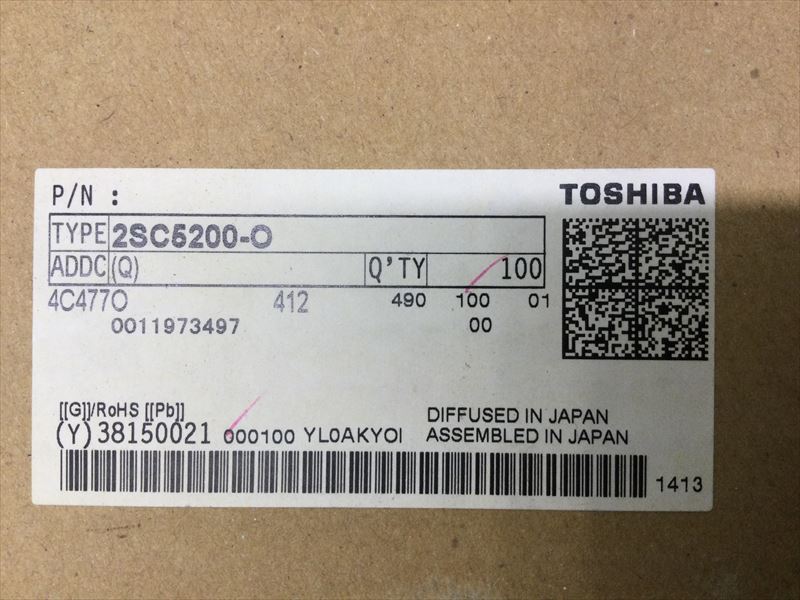 P/N :
TOSHIBA
TYPE 2SC5200-O
ADDC (Q) Q'TY 100
4C477O 412 490 100 01
0011973497 00
[[G]]/RoHS [[Pb]]
(Y) 38150021 000100 YL0AKYOI
DIFFUSED IN JAPAN
ASSEMBLED IN JAPAN
1413